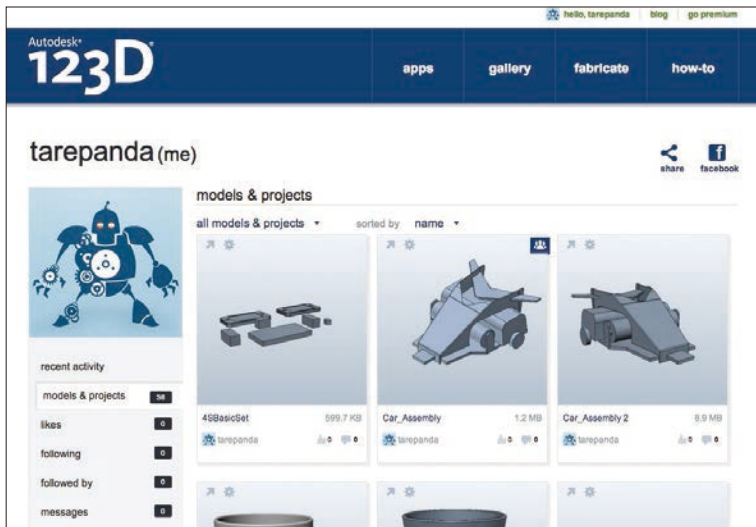 hello, tarepanda blog go premium
Autodesk®
123D®
apps gallery fabricate how-to
tarepanda (me)
share facebook
models & projects
all models & projects sorted by name
recent activity
models & projects 58
likes 0
following 0
followed by 0
messages 0
4SBasicSet 599.7 KB
tarepanda 0 0
Car_Assembly 1.2 MB
tarepanda 0 0
Car_Assembly 2 8.9 MB
tarepanda 0 0